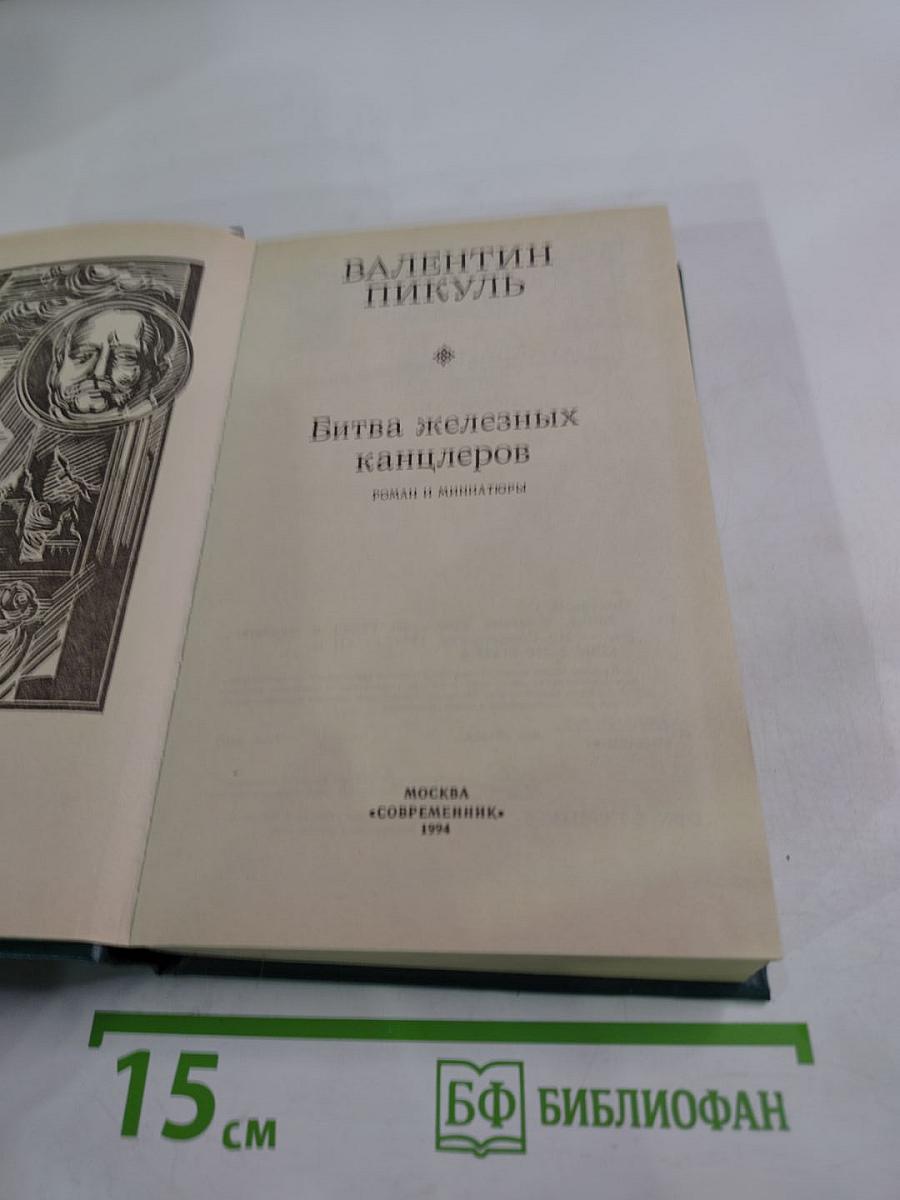 ВАЛЕНТИН
ПИКУЛЬ
Битва железных
канцлеров
РОМАН И МИНИАТЮРЫ
МОСКВА
«СОВРЕМЕННИК»
1994
15 см
БФ БИБЛИОФАН